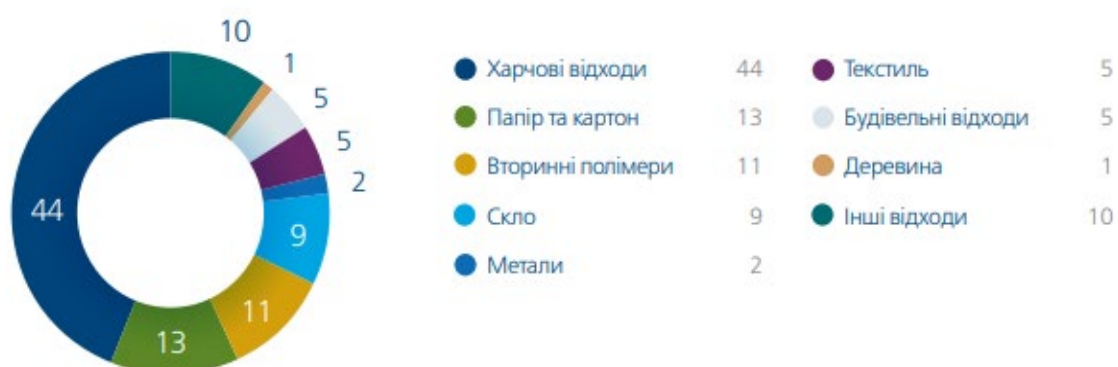 10
1
5
5
2
9
11
13
44
Харчові відходи 44
Папір та картон 13
Вторинні полімери 11
Скло 9
Метали 2
Текстиль 5
Будівельні відходи 5
Деревина 1
Інші відходи 10